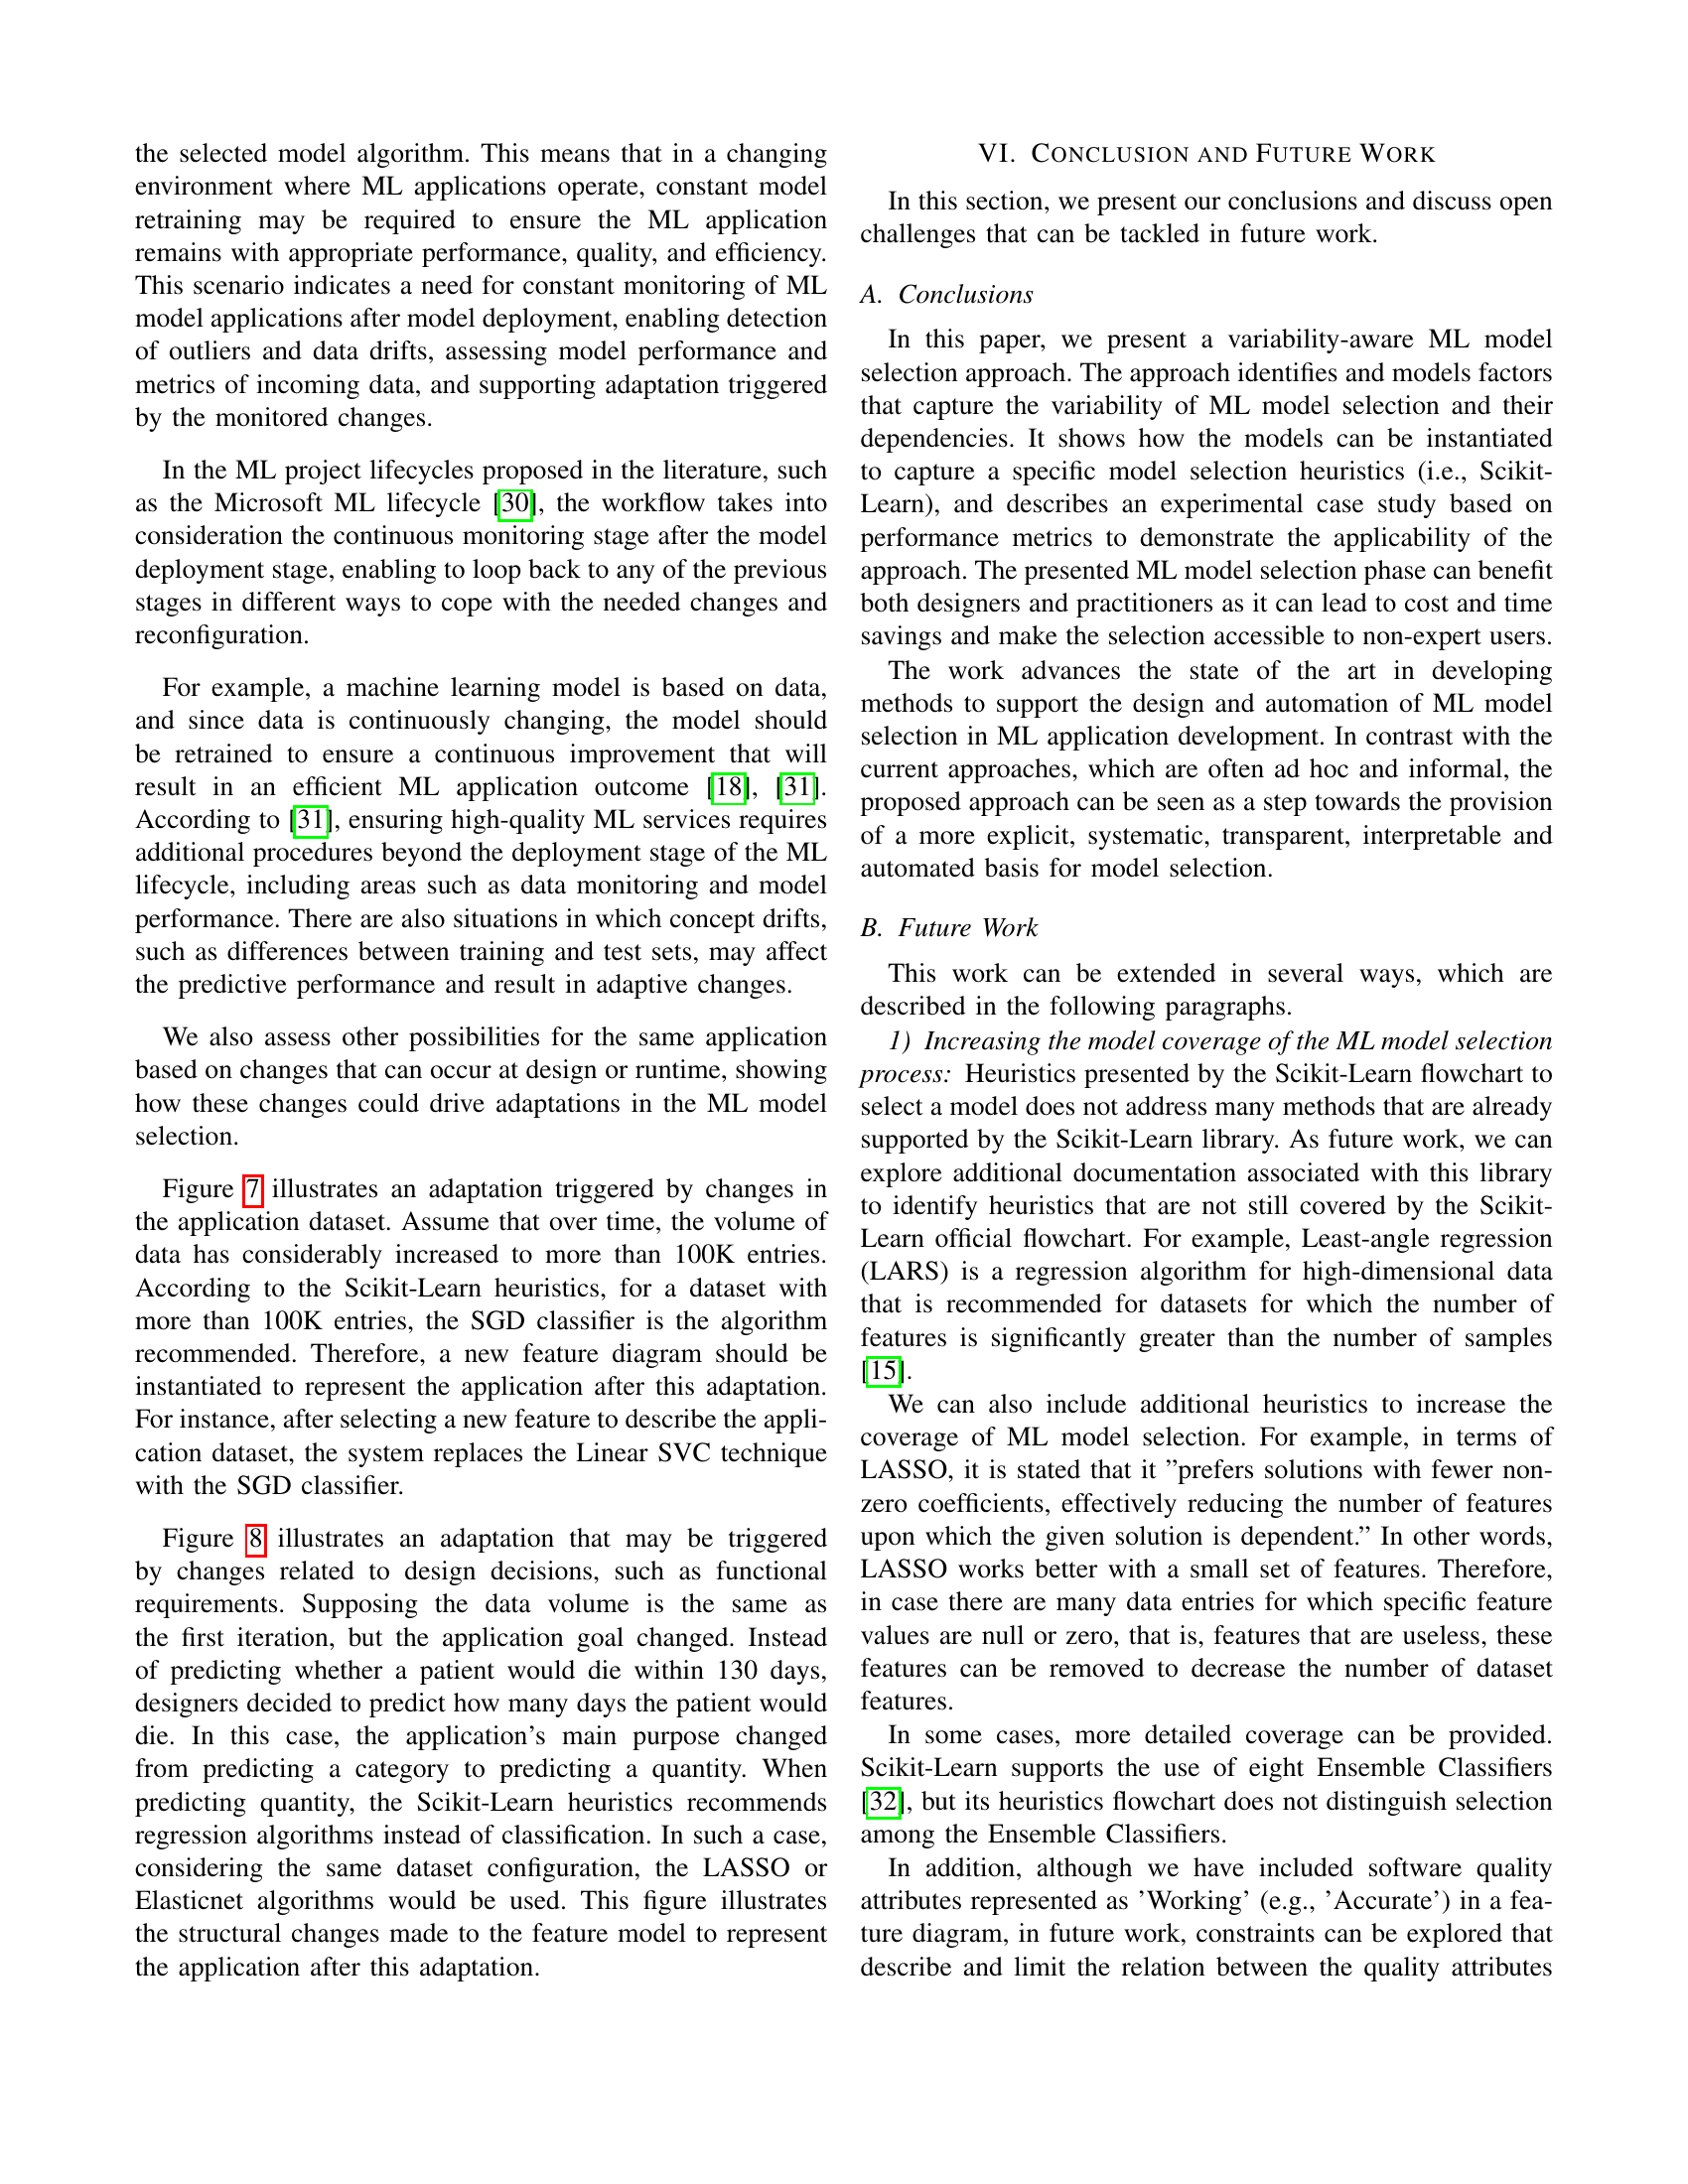 the selected model algorithm. This means that in a changing
environment where ML applications operate, constant model
retraining may be required to ensure the ML application
remains with appropriate performance, quality, and efficiency.
This scenario indicates a need for constant monitoring of ML
model applications after model deployment, enabling detection
of outliers and data drifts, assessing model performance and
metrics of incoming data, and supporting adaptation triggered
by the monitored changes.
In the ML project lifecycles proposed in the literature, such
as the Microsoft ML lifecycle [30], the workflow takes into
consideration the continuous monitoring stage after the model
deployment stage, enabling to loop back to any of the previous
stages in different ways to cope with the needed changes and
reconfiguration.
For example, a machine learning model is based on data,
and since data is continuously changing, the model should
be retrained to ensure a continuous improvement that will
result in an efficient ML application outcome [18], [31].
According to [31], ensuring high-quality ML services requires
additional procedures beyond the deployment stage of the ML
lifecycle, including areas such as data monitoring and model
performance. There are also situations in which concept drifts,
such as differences between training and test sets, may affect
the predictive performance and result in adaptive changes.
We also assess other possibilities for the same application
based on changes that can occur at design or runtime, showing
how these changes could drive adaptations in the ML model
selection.
Figure 7 illustrates an adaptation triggered by changes in
the application dataset. Assume that over time, the volume of
data has considerably increased to more than 100K entries.
According to the Scikit-Learn heuristics, for a dataset with
more than 100K entries, the SGD classifier is the algorithm
recommended. Therefore, a new feature diagram should be
instantiated to represent the application after this adaptation.
For instance, after selecting a new feature to describe the appli-
cation dataset, the system replaces the Linear SVC technique
with the SGD classifier.
Figure 8 illustrates an adaptation that may be triggered
by changes related to design decisions, such as functional
requirements. Supposing the data volume is the same as
the first iteration, but the application goal changed. Instead
of predicting whether a patient would die within 130 days,
designers decided to predict how many days the patient would
die. In this case, the application's main purpose changed
from predicting a category to predicting a quantity. When
predicting quantity, the Scikit-Learn heuristics recommends
regression algorithms instead of classification. In such a case,
considering the same dataset configuration, the LASSO or
Elasticnet algorithms would be used. This figure illustrates
the structural changes made to the feature model to represent
the application after this adaptation.
VI. CONCLUSION AND FUTURE WORK
In this section, we present our conclusions and discuss open
challenges that can be tackled in future work.
A. Conclusions
In this paper, we present a variability-aware ML model
selection approach. The approach identifies and models factors
that capture the variability of ML model selection and their
dependencies. It shows how the models can be instantiated
to capture a specific model selection heuristics (i.e., Scikit-
Learn), and describes an experimental case study based on
performance metrics to demonstrate the applicability of the
approach. The presented ML model selection phase can benefit
both designers and practitioners as it can lead to cost and time
savings and make the selection accessible to non-expert users.
The work advances the state of the art in developing
methods to support the design and automation of ML model
selection in ML application development. In contrast with the
current approaches, which are often ad hoc and informal, the
proposed approach can be seen as a step towards the provision
of a more explicit, systematic, transparent, interpretable and
automated basis for model selection.
B. Future Work
This work can be extended in several ways, which are
described in the following paragraphs.
1) Increasing the model coverage of the ML model selection
process: Heuristics presented by the Scikit-Learn flowchart to
select a model does not address many methods that are already
supported by the Scikit-Learn library. As future work, we can
explore additional documentation associated with this library
to identify heuristics that are not still covered by the Scikit-
Learn official flowchart. For example, Least-angle regression
(LARS) is a regression algorithm for high-dimensional data
that is recommended for datasets for which the number of
features is significantly greater than the number of samples
[15].
We can also include additional heuristics to increase the
coverage of ML model selection. For example, in terms of
LASSO, it is stated that it ”prefers solutions with fewer non-
zero coefficients, effectively reducing the number of features
upon which the given solution is dependent.” In other words,
LASSO works better with a small set of features. Therefore,
in case there are many data entries for which specific feature
values are null or zero, that is, features that are useless, these
features can be removed to decrease the number of dataset
features.
In some cases, more detailed coverage can be provided.
Scikit-Learn supports the use of eight Ensemble Classifiers
[32], but its heuristics flowchart does not distinguish selection
among the Ensemble Classifiers.
In addition, although we have included software quality
attributes represented as ’Working’ (e.g., ’Accurate’) in a fea-
ture diagram, in future work, constraints can be explored that
describe and limit the relation between the quality attributes